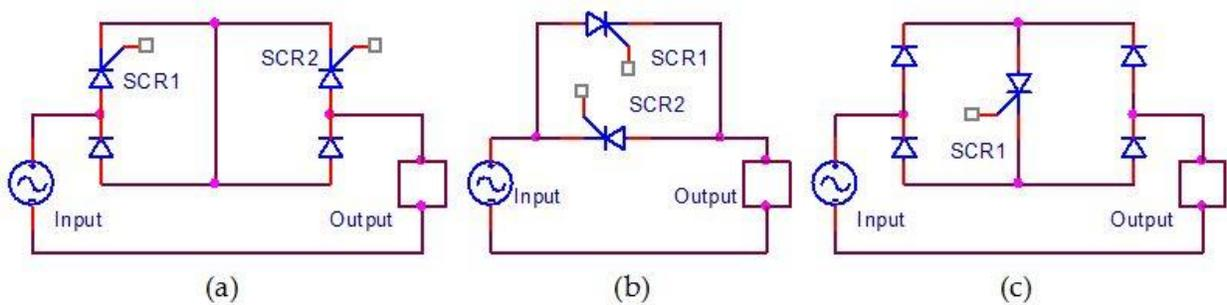 SCR1
SCR2
Input
Output
(a)
SCR1
SCR2
Input
Output
(b)
SCR1
Input
Output
(c)